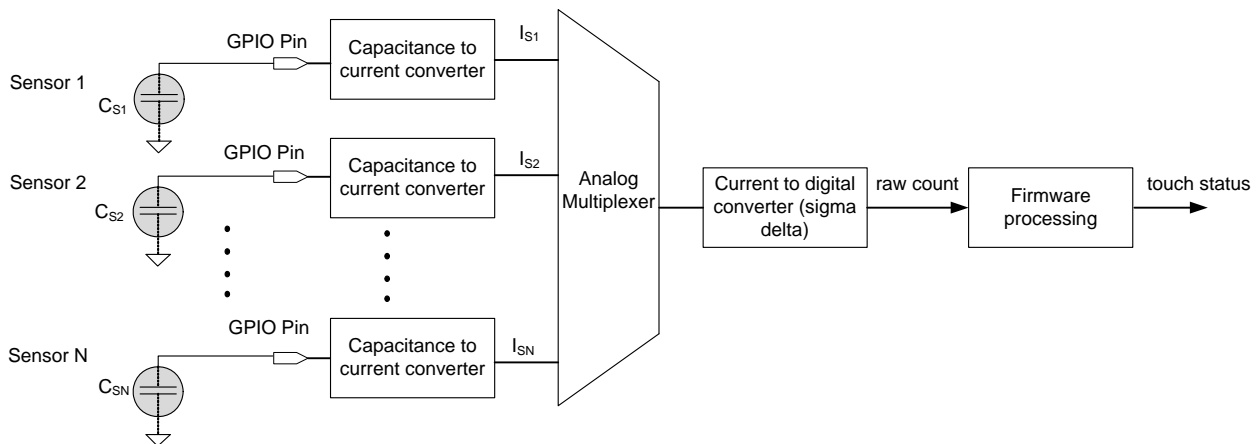 GPIO Pin
Capacitance to
current converter
I_S1
Sensor 1
C_S1
GPIO Pin
Capacitance to
current converter
I_S2
Sensor 2
C_S2
Analog
Multiplexer
Current to digital
converter (sigma
delta)
raw count
Firmware
processing
touch status
GPIO Pin
Capacitance to
current converter
I_SN
Sensor N
C_SN